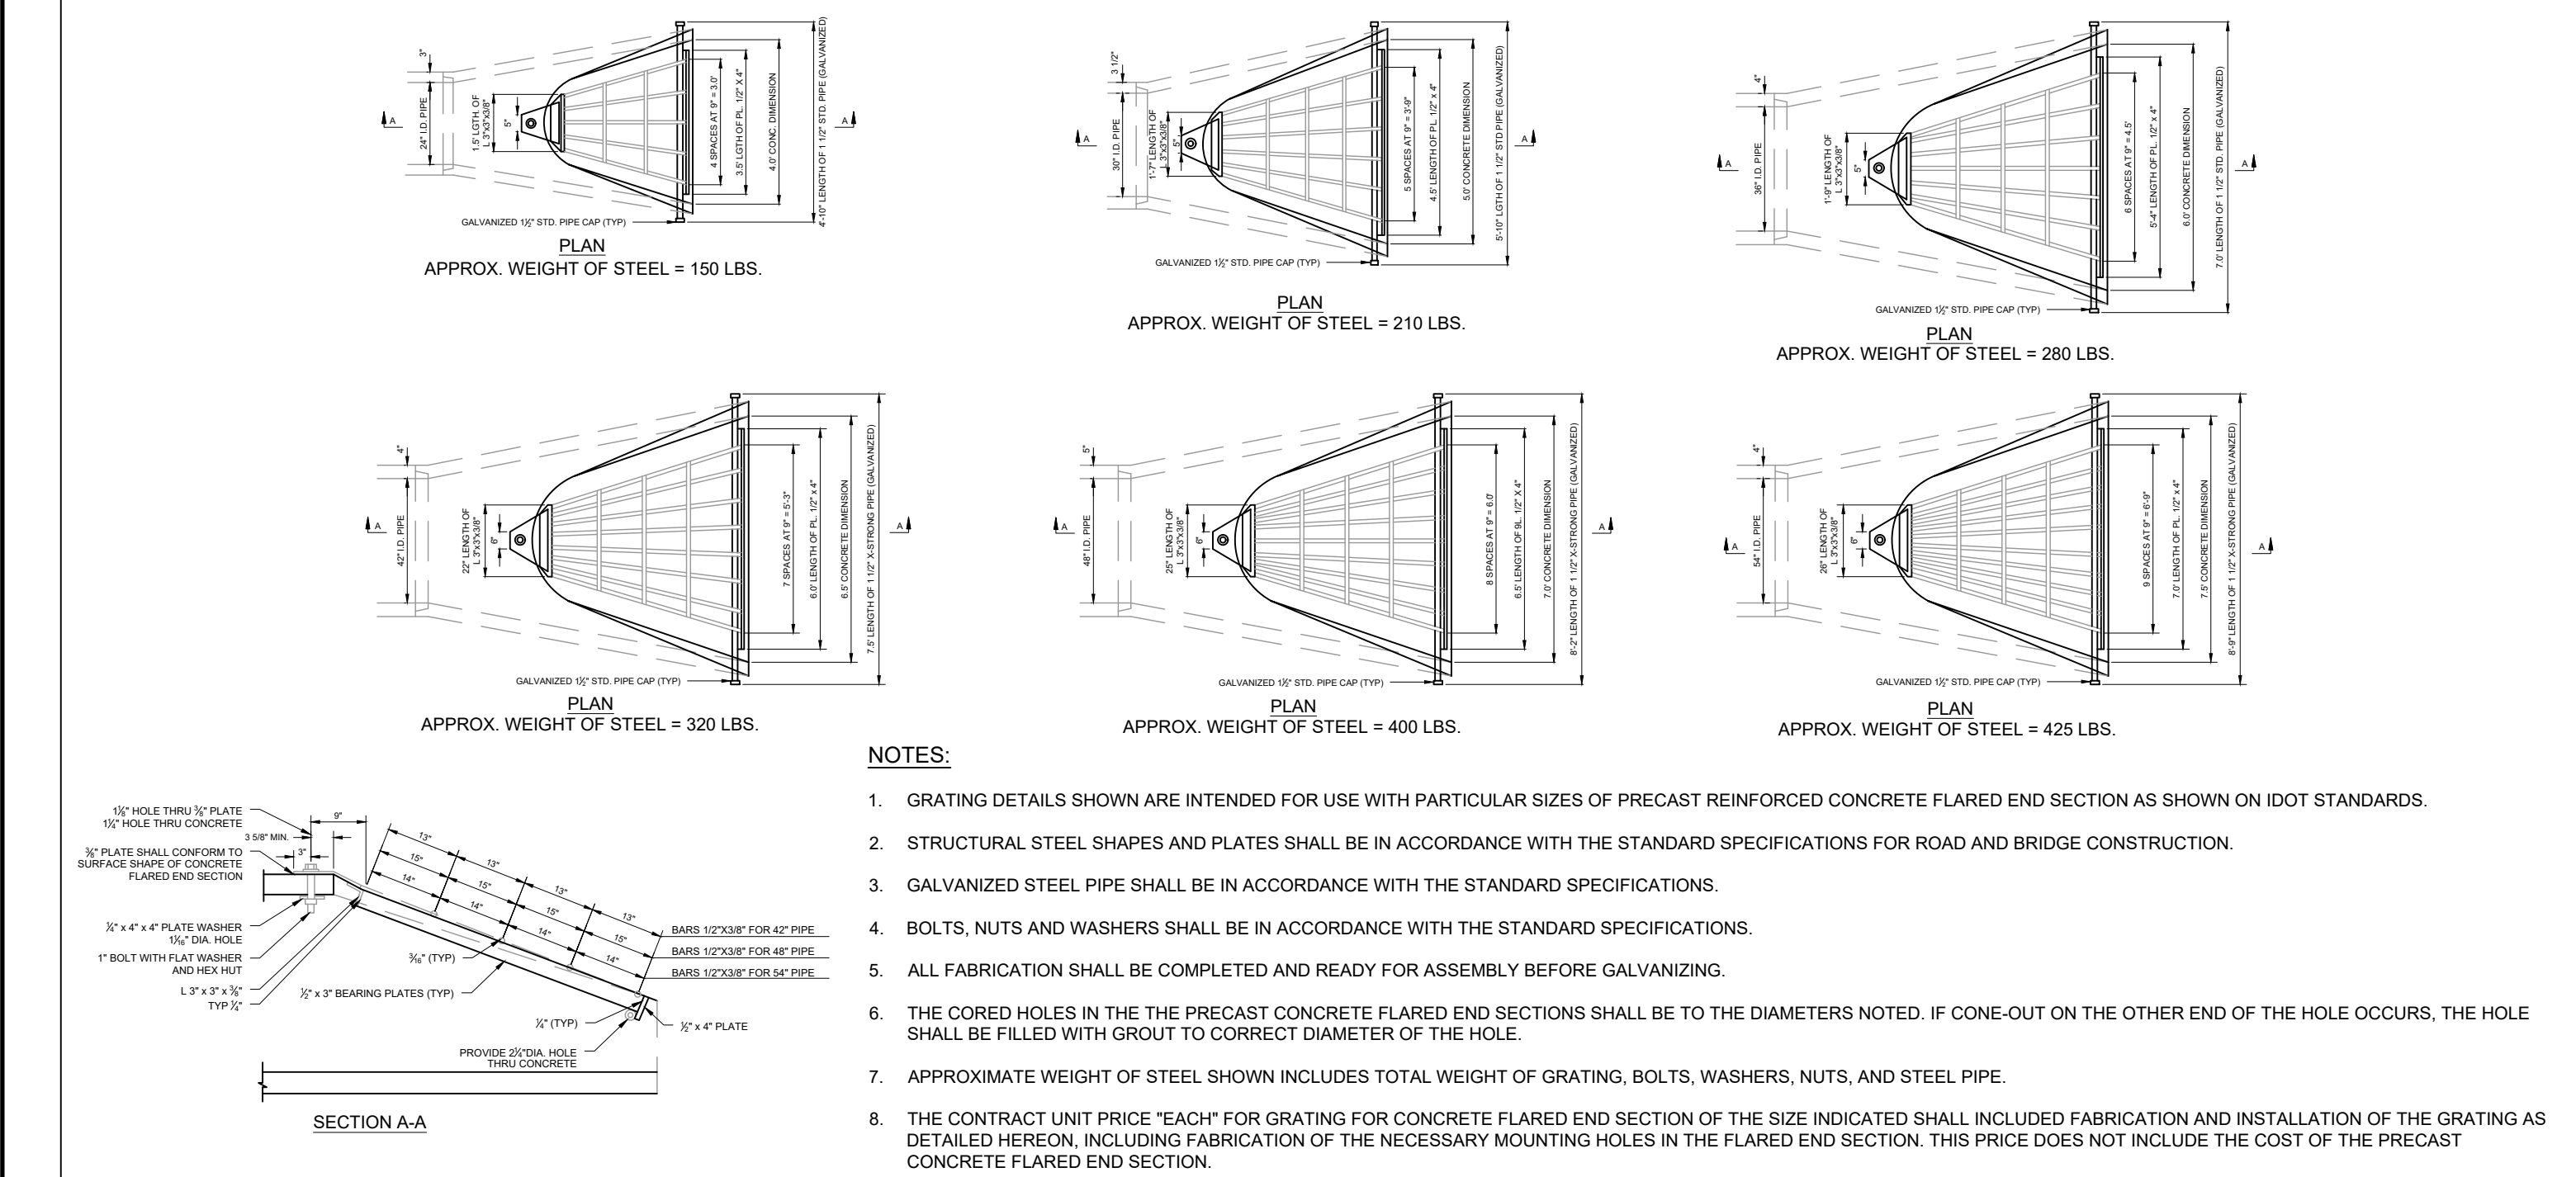 3"
24" I.D. PIPE
1.5' LGTH. OF
L 3"x3"x3/8"
5"
4 SPACES AT 9" = 3.0'
3.5' LGTH OF PL. 1/2" X 4"
4.0' CONC. DIMENSION
4'-10" LENGTH OF 1 1/2" STD. PIPE (GALVANIZED)
A
A
GALVANIZED 1½" STD. PIPE CAP (TYP)
PLAN
APPROX. WEIGHT OF STEEL = 150 LBS.
3 1/2"
30" I.D. PIPE
1'-7" LENGTH OF
L 3"x3"x3/8"
5"
5 SPACES AT 9" = 3'-9"
4.5' LENGTH OF PL. 1/2" x 4"
5.0' CONCRETE DIMENSION
5'-10" LGTH OF 1 1/2" STD PIPE (GALVANIZED)
A
A
GALVANIZED 1½" STD. PIPE CAP (TYP)
PLAN
APPROX. WEIGHT OF STEEL = 210 LBS.
4"
36" I.D. PIPE
1'-9" LENGTH OF
L 3"x3"x3/8"
5"
6 SPACES AT 9" = 4.5'
5'-4" LENGTH OF PL. 1/2" x 4"
6.0' CONCRETE DIMENSION
7.0' LENGTH OF 1 1/2" STD. PIPE (GALVANIZED)
A
A
GALVANIZED 1½" STD. PIPE CAP (TYP)
PLAN
APPROX. WEIGHT OF STEEL = 280 LBS.
4"
42" I.D. PIPE
22" LENGTH OF
L 3"x3"x3/8"
6"
7 SPACES AT 9" = 5'-3"
6.0' LENGTH OF PL. 1/2" x 4"
6.5' CONCRETE DIMENSION
7.5' LENGTH OF 1 1/2" X-STRONG PIPE (GALVANIZED)
A
A
GALVANIZED 1½" STD. PIPE CAP (TYP)
PLAN
APPROX. WEIGHT OF STEEL = 320 LBS.
5"
48" I.D. PIPE
25" LENGTH OF
L 3"x3"x3/8"
6"
8 SPACES AT 9" = 6.0'
6.5' LENGTH OF 9L. 1/2" X 4"
7.0' CONCRETE DIMENSION
8'-2" LENGTH OF 1 1/2" X-STRONG PIPE (GALVANIZED)
A
A
GALVANIZED 1½" STD. PIPE CAP (TYP)
PLAN
APPROX. WEIGHT OF STEEL = 400 LBS.
4"
54" I.D. PIPE
26" LENGTH OF
L 3"x3"x3/8"
6"
9 SPACES AT 9" = 6'-9"
7.0' LENGTH OF PL. 1/2" x 4"
7.5' CONCRETE DIMENSION
8'-9" LENGTH OF 1 1/2" X-STRONG PIPE (GALVANIZED)
A
A
GALVANIZED 1½" STD. PIPE CAP (TYP)
PLAN
APPROX. WEIGHT OF STEEL = 425 LBS.
1⅛" HOLE THRU ⅜" PLATE
1¼" HOLE THRU CONCRETE
9"
3 5/8" MIN.
3"
⅜" PLATE SHALL CONFORM TO
SURFACE SHAPE OF CONCRETE
FLARED END SECTION
13"
13"
13"
13"
15"
15"
15"
15"
14"
14"
14"
14"
¼" x 4" x 4" PLATE WASHER
1¹⁄₁₆" DIA. HOLE
1" BOLT WITH FLAT WASHER
AND HEX HUT
L 3" x 3" x ⅜"
TYP ¼"
³⁄₁₆" (TYP)
½" x 3" BEARING PLATES (TYP)
BARS 1/2"X3/8" FOR 42" PIPE
BARS 1/2"X3/8" FOR 48" PIPE
BARS 1/2"X3/8" FOR 54" PIPE
¼" (TYP)
½" x 4" PLATE
PROVIDE 2¼"DIA. HOLE
THRU CONCRETE
SECTION A-A
NOTES:
1. GRATING DETAILS SHOWN ARE INTENDED FOR USE WITH PARTICULAR SIZES OF PRECAST REINFORCED CONCRETE FLARED END SECTION AS SHOWN ON IDOT STANDARDS.
2. STRUCTURAL STEEL SHAPES AND PLATES SHALL BE IN ACCORDANCE WITH THE STANDARD SPECIFICATIONS FOR ROAD AND BRIDGE CONSTRUCTION.
3. GALVANIZED STEEL PIPE SHALL BE IN ACCORDANCE WITH THE STANDARD SPECIFICATIONS.
4. BOLTS, NUTS AND WASHERS SHALL BE IN ACCORDANCE WITH THE STANDARD SPECIFICATIONS.
5. ALL FABRICATION SHALL BE COMPLETED AND READY FOR ASSEMBLY BEFORE GALVANIZING.
6. THE CORED HOLES IN THE THE PRECAST CONCRETE FLARED END SECTIONS SHALL BE TO THE DIAMETERS NOTED. IF CONE-OUT ON THE OTHER END OF THE HOLE OCCURS, THE HOLE
SHALL BE FILLED WITH GROUT TO CORRECT DIAMETER OF THE HOLE.
7. APPROXIMATE WEIGHT OF STEEL SHOWN INCLUDES TOTAL WEIGHT OF GRATING, BOLTS, WASHERS, NUTS, AND STEEL PIPE.
8. THE CONTRACT UNIT PRICE "EACH" FOR GRATING FOR CONCRETE FLARED END SECTION OF THE SIZE INDICATED SHALL INCLUDED FABRICATION AND INSTALLATION OF THE GRATING AS
DETAILED HEREON, INCLUDING FABRICATION OF THE NECESSARY MOUNTING HOLES IN THE FLARED END SECTION. THIS PRICE DOES NOT INCLUDE THE COST OF THE PRECAST
CONCRETE FLARED END SECTION.